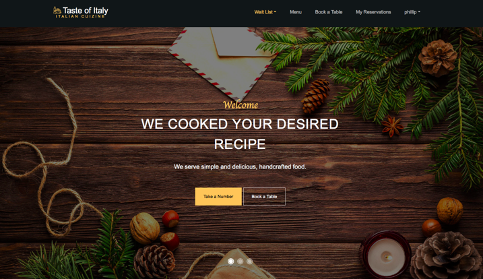 Taste of Italy
ITALIAN CUIZINE
Wait List
Menu
Book a Table
My Reservations
phillip
Welcome
WE COOKED YOUR DESIRED
RECIPE
We serve simple and delicious, handcrafted food.
Take a Number
Book a Table